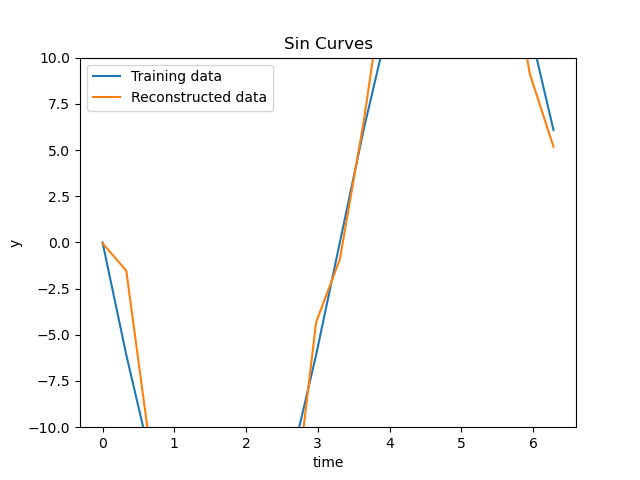 Sin Curves
Training data
Reconstructed data
10.0
7.5
5.0
2.5
0.0
−2.5
−5.0
−7.5
−10.0
y
0 1 2 3 4 5 6
time